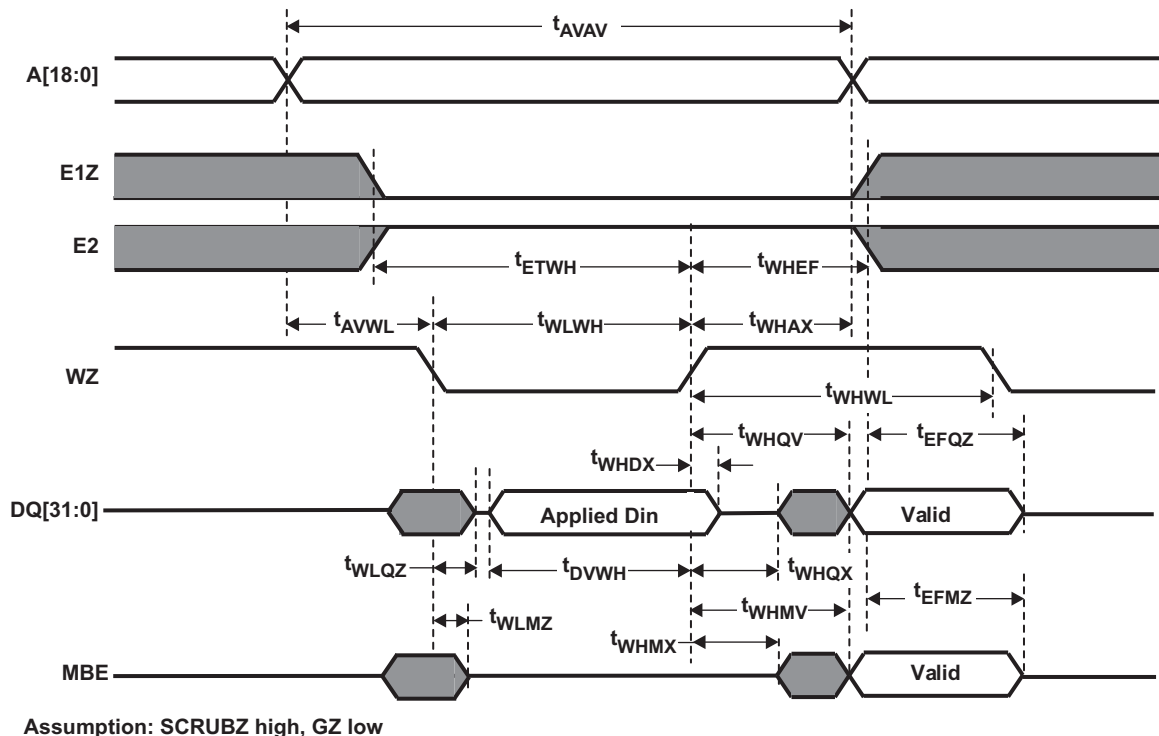 tAVAV
A[18:0]
E1Z
E2
tETWH
tWHEF
tAVWL
tWLWH
tWHAX
WZ
tWHWL
tWHQV
tEFQZ
tWHDX
DQ[31:0]
Applied Din
Valid
tWLQZ
tDVWH
tWHQX
tEFMZ
tWHMV
tWLMZ
tWHMX
MBE
Valid
Assumption: SCRUBZ high, GZ low